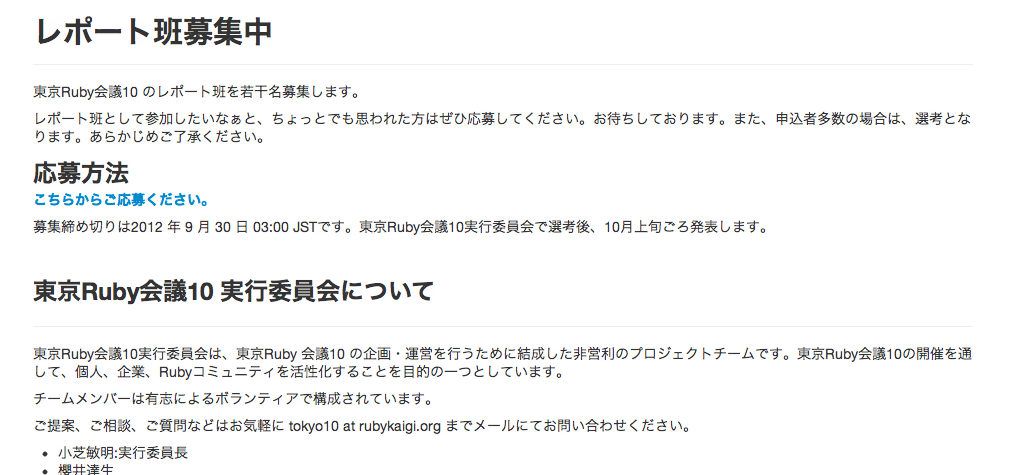 レポート班募集中
東京Ruby会議10 のレポート班を若干名募集します。
レポート班として参加したいなぁと、ちょっとでも思われた方はぜひ応募してください。お待ちしております。また、申込者多数の場合は、選考とな
ります。あらかじめご了承ください。
応募方法
こちらからご応募ください。
募集締め切りは2012 年 9 月 30 日 03:00 JSTです。東京Ruby会議10実行委員会で選考後、10月上旬ごろ発表します。
東京Ruby会議10 実行委員会について
東京Ruby会議10実行委員会は、東京Ruby 会議10 の企画・運営を行うために結成した非営利のプロジェクトチームです。東京Ruby会議10の開催を通
して、個人、企業、Rubyコミュニティを活性化することを目的の一つとしています。
チームメンバーは有志によるボランティアで構成されています。
ご提案、ご相談、ご質問などはお気軽に tokyo10 at rubykaigi.org までメールにてお問い合わせください。
• 小芝敏明:実行委員長
• 櫻井達生